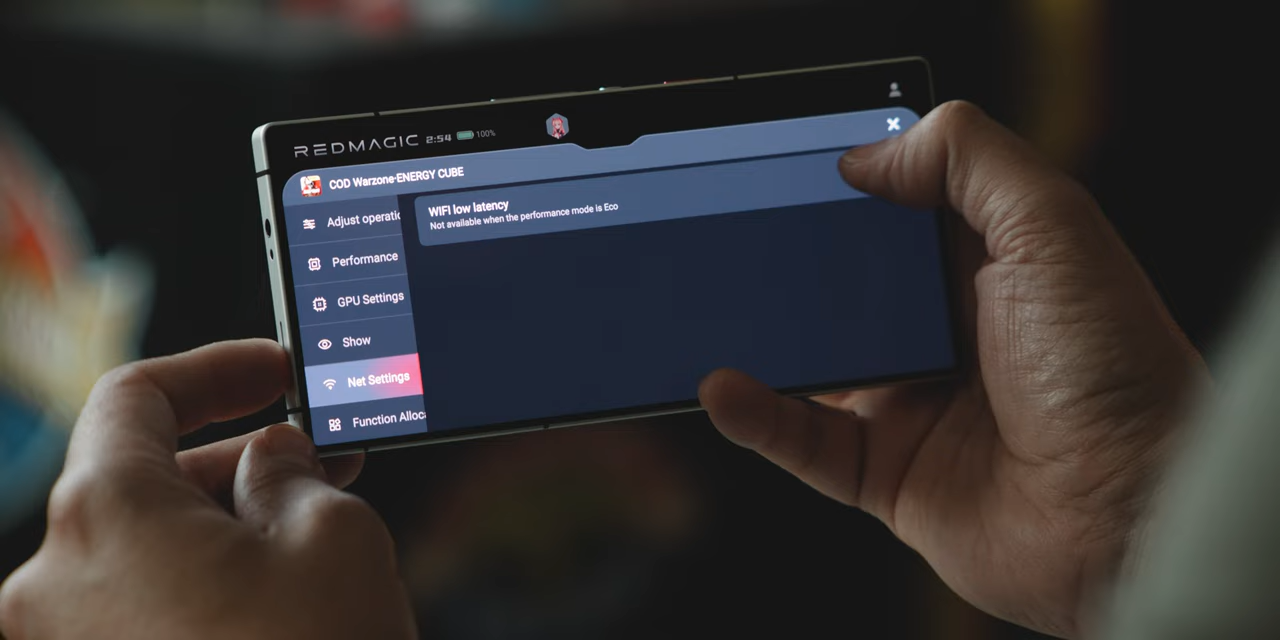 REDMAGIC 2:54 100%
COD Warzone-ENERGY CUBE
Adjust operatic
Performance
GPU Settings
Show
Net Settings
Function Alloc
WIFI low latency
Not available when the performance mode is Eco